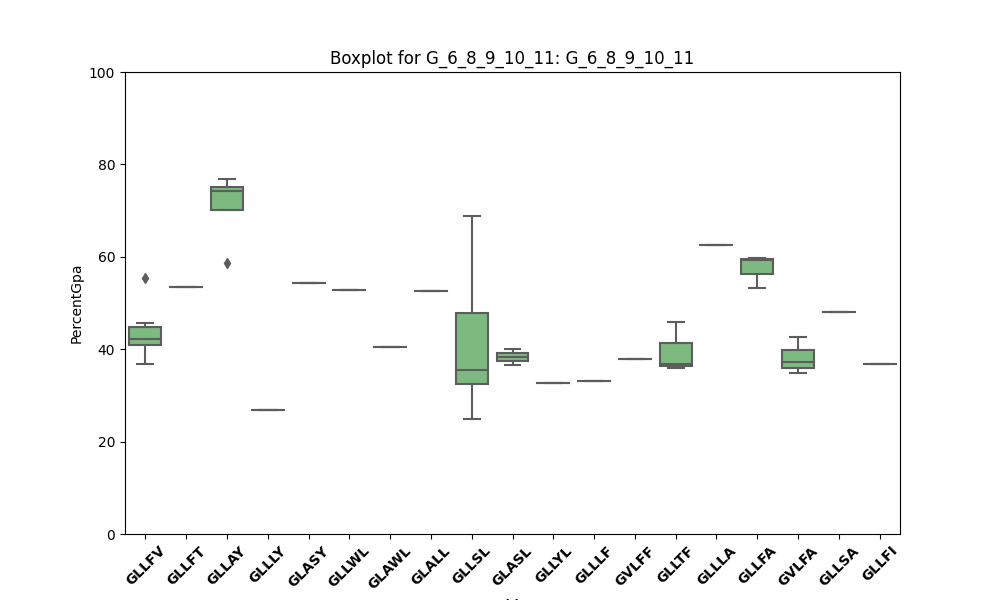 Boxplot for G_6_8_9_10_11: G_6_8_9_10_11
PercentGpa
100
80
60
40
20
0
GLLFV GLLFT GLLAY GLLLY GLASY GLLWL GLAWL GLALL GLLSL GLASL GLLYL GLLLF GVLFF GLLTF GLLLA GLLFA GVLFA GLLSA GLLFI